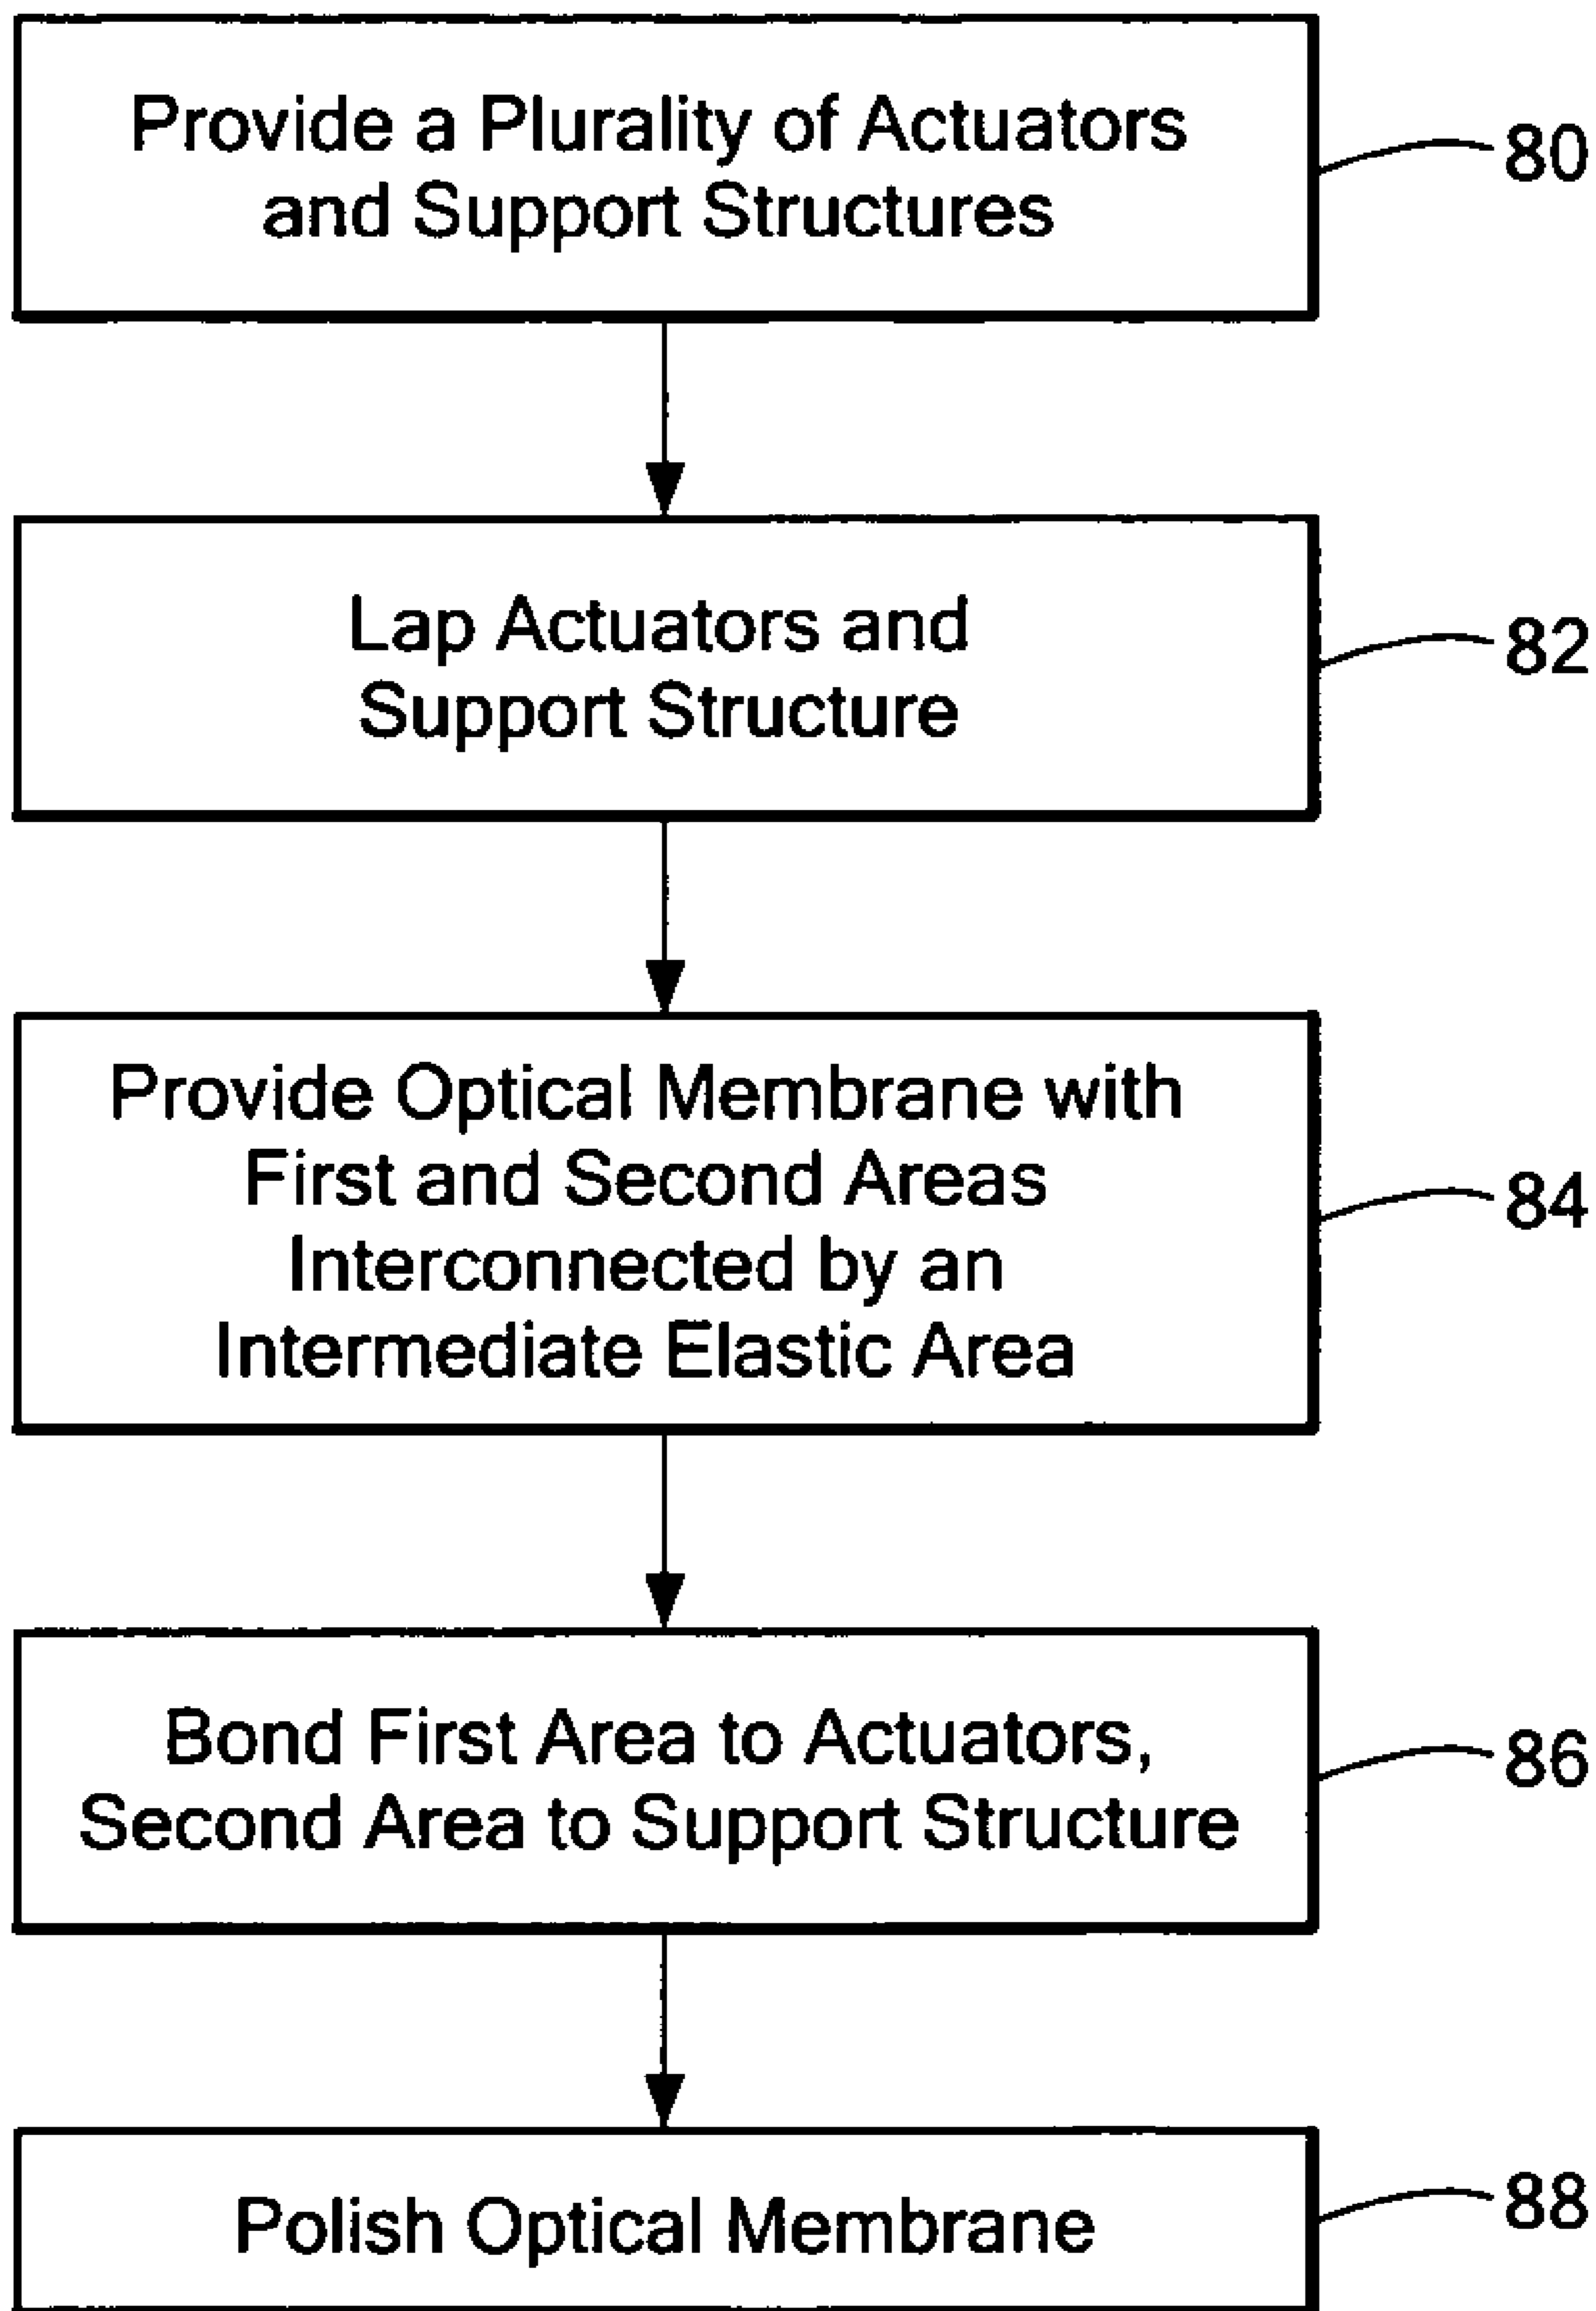 Provide a Plurality of Actuators
and Support Structures
80
Lap Actuators and
Support Structure
82
Provide Optical Membrane with
First and Second Areas
Interconnected by an
Intermediate Elastic Area
84
Bond First Area to Actuators,
Second Area to Support Structure
86
Polish Optical Membrane
88